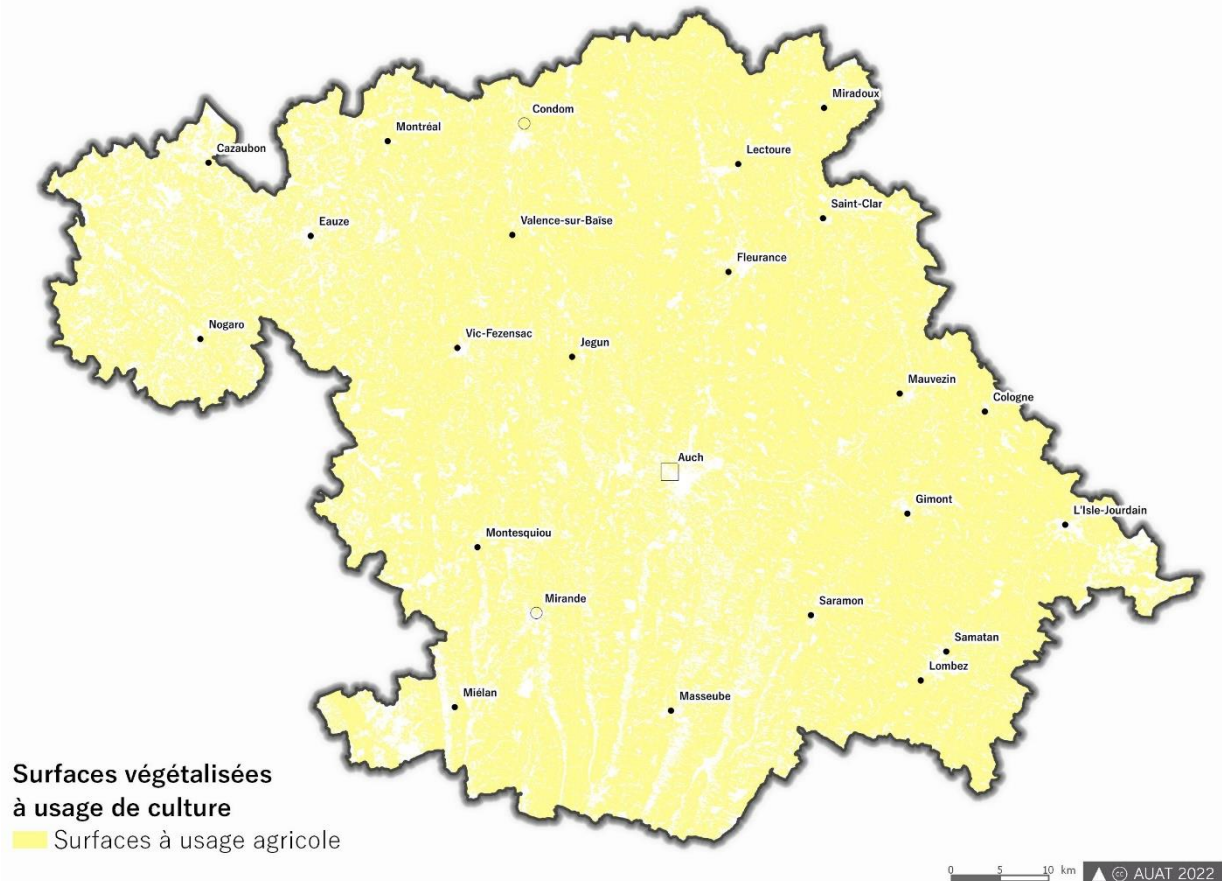 Miradoux
Condom
Montréal
Cazaubon
Lectoure
Saint-Clar
Eauze
Valence-sur-Baïse
Fleurance
Nogaro
Vic-Fezensac
Jegun
Mauvezin
Cologne
Auch
Gimont
L'Isle-Jourdain
Montesquiou
Mirande
Saramon
Samatan
Lombez
Miélan
Masseube
Surfaces végétalisées
à usage de culture
Surfaces à usage agricole
0 5 10 km
cc AUAT 2022